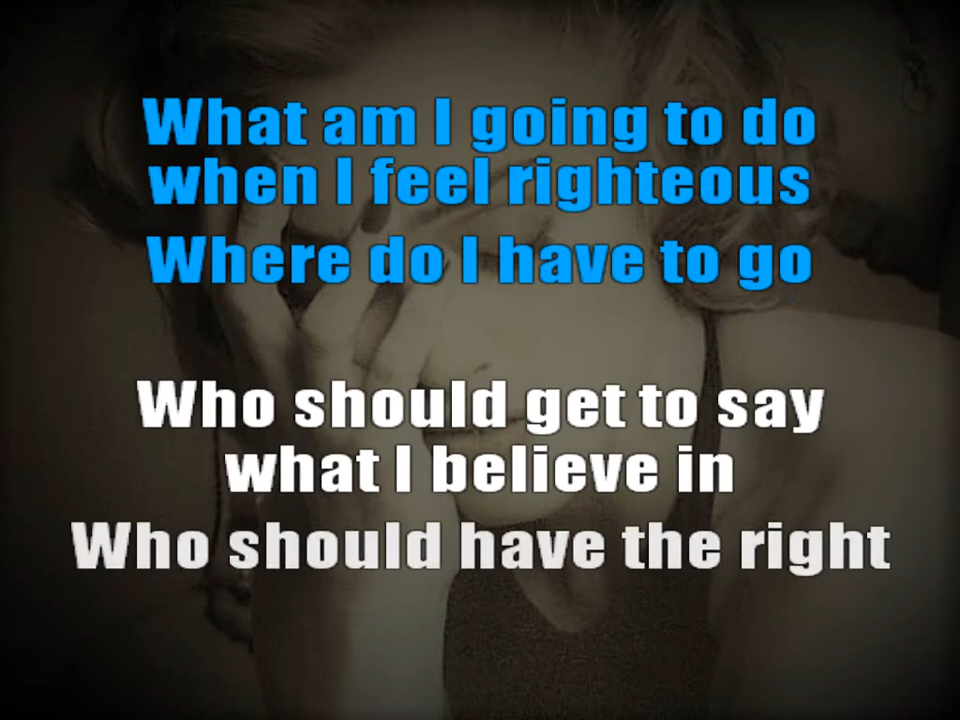 What am I going to do
when I feel righteous
Where do I have to go
Who should get to say
what I believe in
Who should have the right